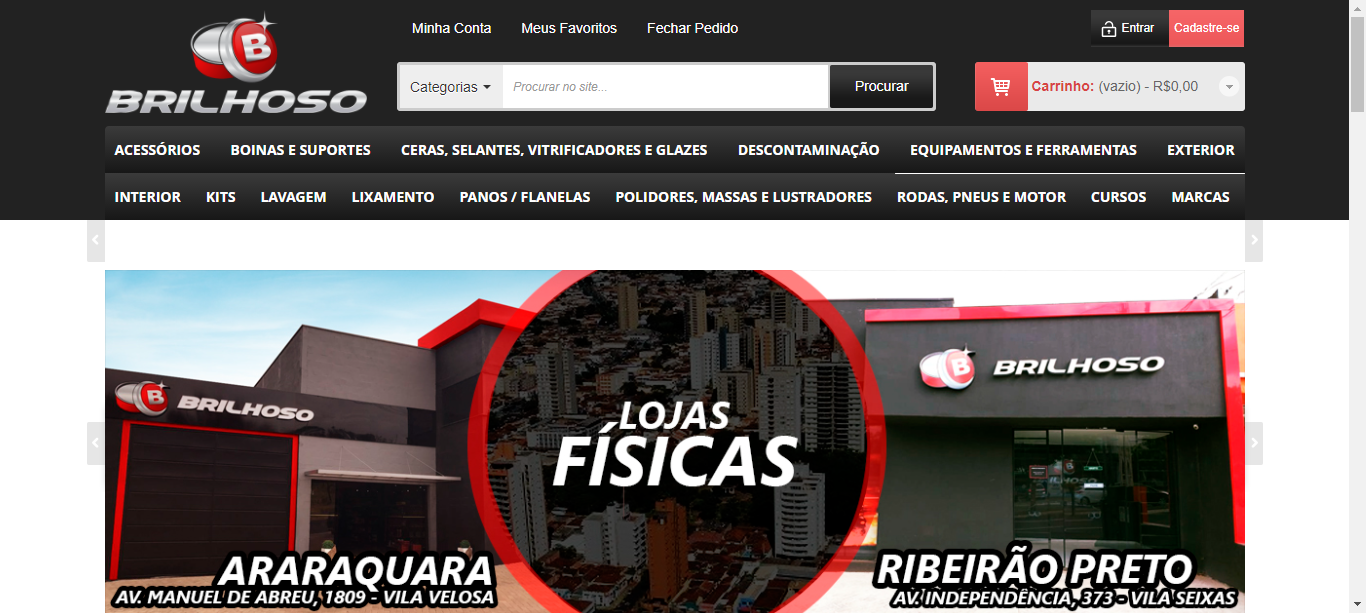 Minha Conta Meus Favoritos Fechar Pedido
Entrar Cadastre-se
B
BRILHOSO
Categorias Procurar no site... Procurar
Carrinho: (vazio) - R$0,00
ACESSÓRIOS BOINAS E SUPORTES CERAS, SELANTES, VITRIFICADORES E GLAZES DESCONTAMINAÇÃO EQUIPAMENTOS E FERRAMENTAS EXTERIOR
INTERIOR KITS LAVAGEM LIXAMENTO PANOS / FLANELAS POLIDORES, MASSAS E LUSTRADORES RODAS, PNEUS E MOTOR CURSOS MARCAS
B BRILHOSO
B BRILHOSO
LOJAS
FÍSICAS
ARARAQUARA
AV. MANUEL DE ABREU, 1809 - VILA VELOSA
RIBEIRÃO PRETO
AV. INDEPENDÊNCIA, 373 - VILA SEIXAS